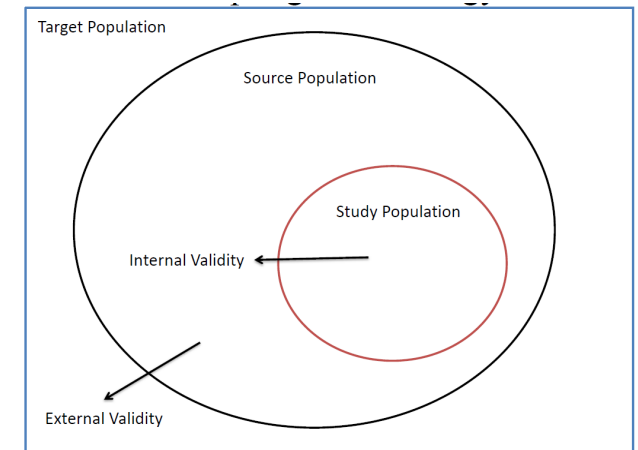 Target Population
Source Population
Study Population
Internal Validity
External Validity